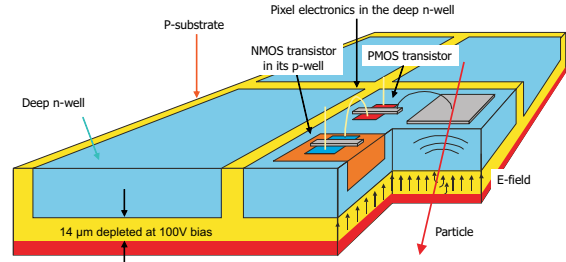 Pixel electronics in the deep n-well
P-substrate
NMOS transistor
in its p-well
PMOS transistor
Deep n-well
E-field
14 µm depleted at 100V bias
Particle